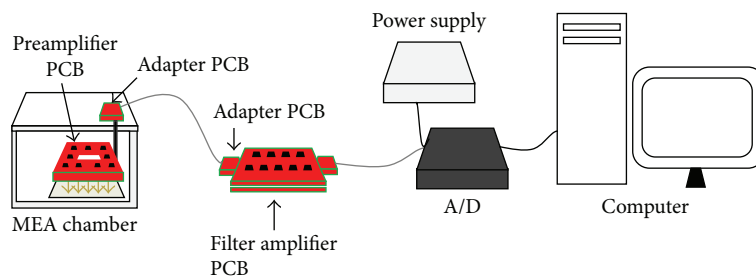 Preamplifier
PCB
Adapter PCB
Adapter PCB
Power supply
MEA chamber
Filter amplifier
PCB
A/D
Computer